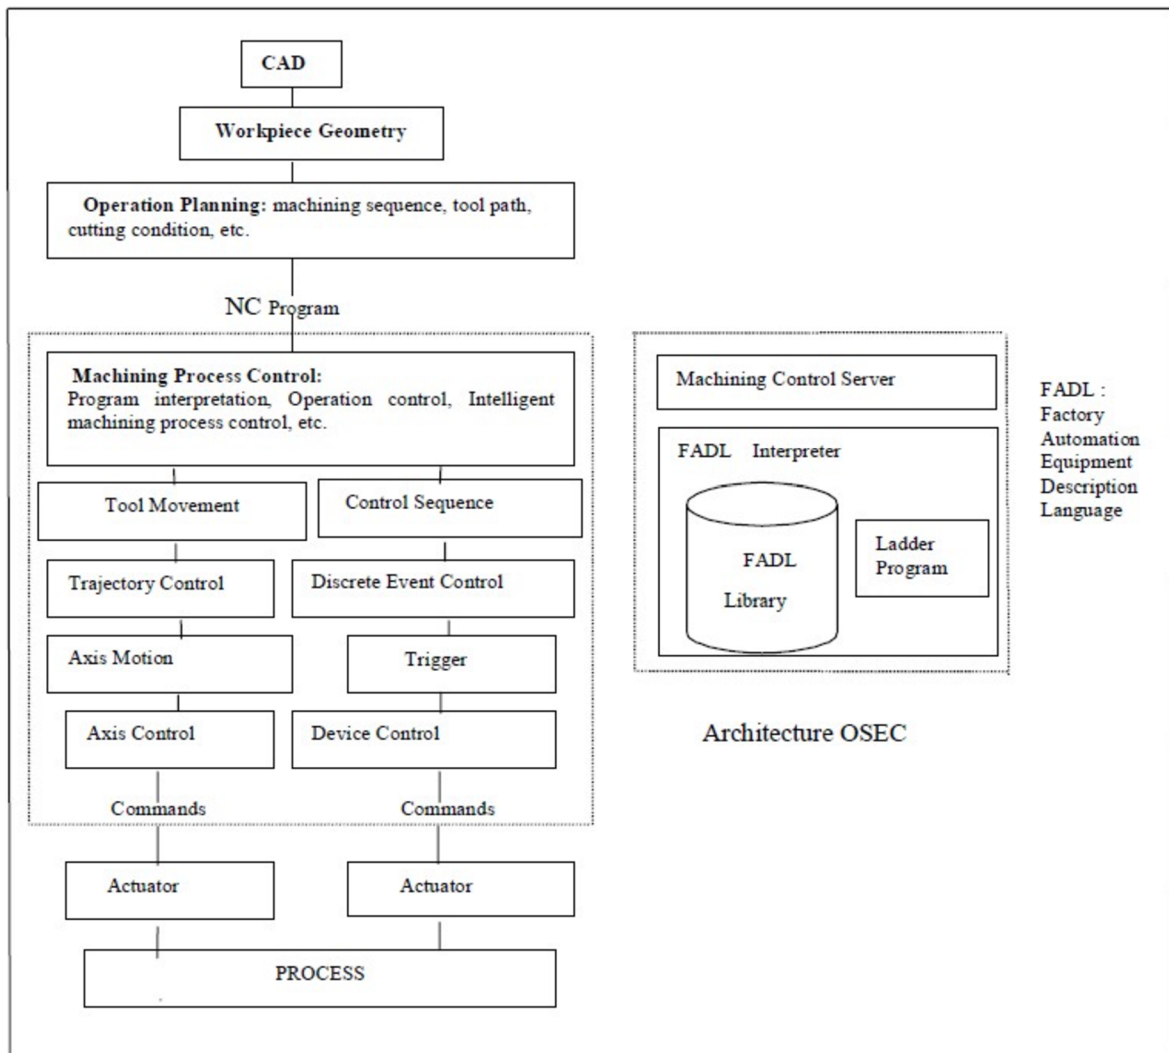 CAD
Workpiece Geometry
Operation Planning: machining sequence, tool path,
cutting condition, etc.
NC Program
Machining Process Control:
Program interpretation, Operation control, Intelligent
machining process control, etc.
Tool Movement
Control Sequence
Trajectory Control
Discrete Event Control
Axis Motion
Trigger
Axis Control
Device Control
Commands
Commands
Actuator
Actuator
PROCESS
Machining Control Server
FADL Interpreter
FADL
Library
Ladder
Program
Architecture OSEC
FADL :
Factory
Automation
Equipment
Description
Language